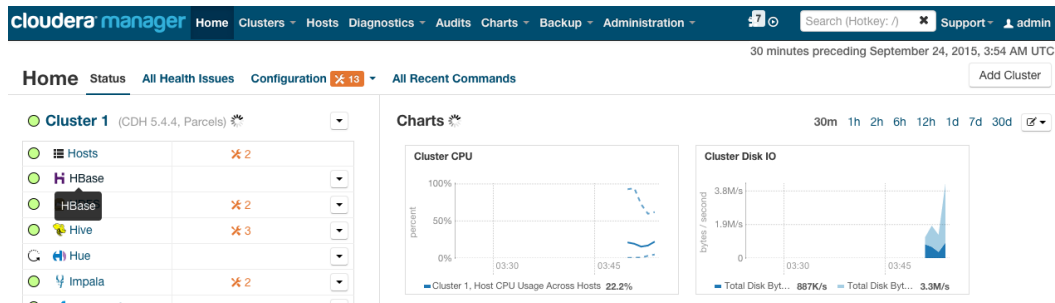 cloudera manager Home Clusters Hosts Diagnostics Audits Charts Backup Administration 7 Search (Hotkey: /) Support admin
30 minutes preceding September 24, 2015, 3:54 AM UTC
Home Status All Health Issues Configuration 13 All Recent Commands Add Cluster
Cluster 1 (CDH 5.4.4, Parcels)
Hosts 2
HBase
HBase
2
Hive 3
Hue
Impala 2
Charts 30m 1h 2h 6h 12h 1d 7d 30d
Cluster CPU
percent
100%
50%
0%
03:30 03:45
Cluster 1, Host CPU Usage Across Hosts 22.2%
Cluster Disk IO
bytes / second
3.8M/s
1.9M/s
0
03:30 03:45
Total Disk Byt... 887K/s Total Disk Byt... 3.3M/s